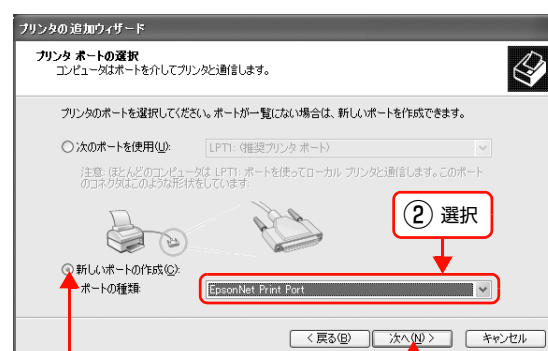 プリンタの追加ウィザード
プリンタ ポートの選択
コンピュータはポートを介してプリンタと通信します。
プリンタのポートを選択してください。ポートが一覧にない場合は、新しいポートを作成できます。
次のポートを使用(U):
LPT1: (推奨プリンタ ポート)
注意: ほとんどのコンピュータは LPT1: ポートを使ってローカル プリンタと通信します。このポート
のコネクタはこのような形状をしています:
② 選択
新しいポートの作成(C):
ポートの種類:
EpsonNet Print Port
< 戻る(B)
次へ(N) >
キャンセル